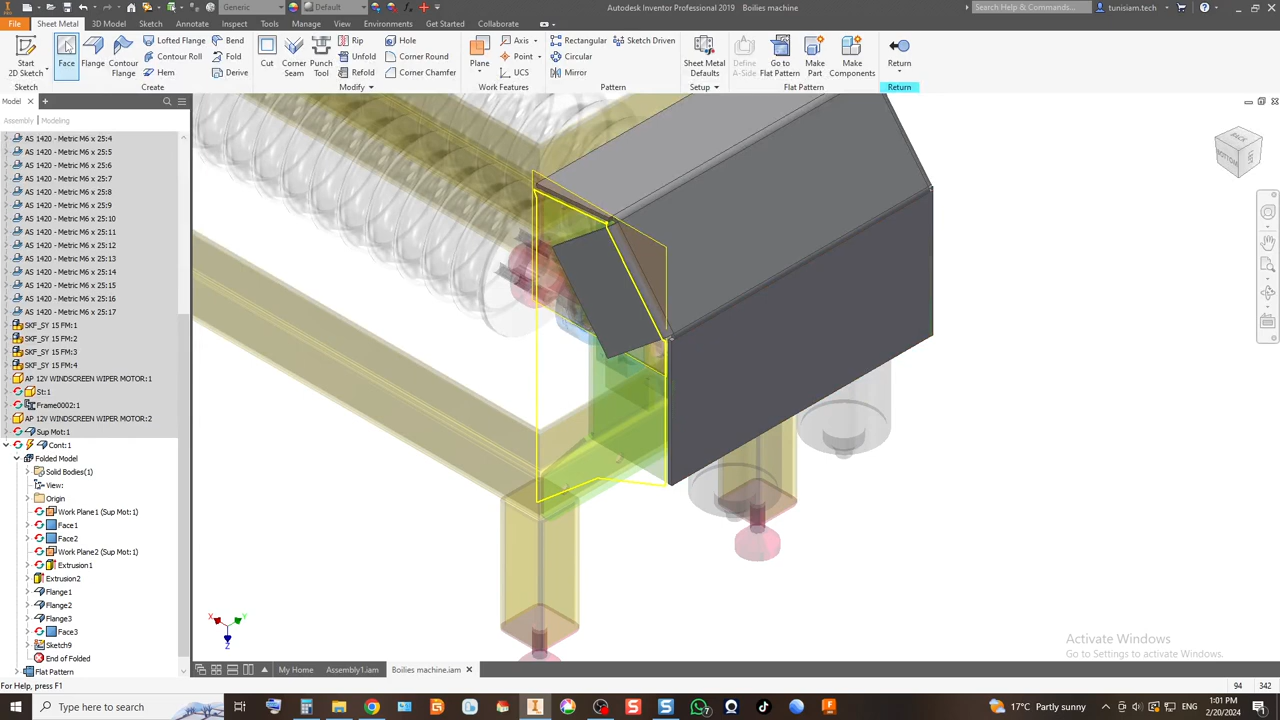 Generic
Default
Autodesk Inventor Professional 2019   Boilies machine
Search Help & Commands...
tunisiam.tech
File
Sheet Metal
3D Model
Sketch
Annotate
Inspect
Tools
Manage
View
Environments
Get Started
Collaborate
Start
2D Sketch
Face
Flange
Contour
Flange
Lofted Flange
Contour Roll
Hem
Bend
Fold
Derive
Cut
Corner
Seam
Punch
Tool
Rip
Unfold
Refold
Hole
Corner Round
Corner Chamfer
Plane
Axis
Point
UCS
Rectangular
Circular
Mirror
Sketch Driven
Sheet Metal
Defaults
Define
A-Side
Go to
Flat Pattern
Make
Part
Make
Components
Return
Sketch
Create
Modify
Work Features
Pattern
Setup
Flat Pattern
Return
Model
Assembly
Modeling
AS 1420 - Metric M6 x 25:4
AS 1420 - Metric M6 x 25:5
AS 1420 - Metric M6 x 25:6
AS 1420 - Metric M6 x 25:7
AS 1420 - Metric M6 x 25:8
AS 1420 - Metric M6 x 25:9
AS 1420 - Metric M6 x 25:10
AS 1420 - Metric M6 x 25:11
AS 1420 - Metric M6 x 25:12
AS 1420 - Metric M6 x 25:13
AS 1420 - Metric M6 x 25:14
AS 1420 - Metric M6 x 25:15
AS 1420 - Metric M6 x 25:16
AS 1420 - Metric M6 x 25:17
SKF_SY 15 FM:1
SKF_SY 15 FM:2
SKF_SY 15 FM:3
SKF_SY 15 FM:4
AP 12V WINDSCREEN WIPER MOTOR:1
St:1
Frame0002:1
AP 12V WINDSCREEN WIPER MOTOR:2
Sup Mot:1
Cont:1
Folded Model
Solid Bodies(1)
View:
Origin
Work Plane1 (Sup Mot:1)
Face1
Face2
Work Plane2 (Sup Mot:1)
Extrusion1
Extrusion2
Flange1
Flange2
Flange3
Face3
Sketch9
End of Folded
Flat Pattern
BACK
BOTTOM
X
Y
Z
Activate Windows
Go to Settings to activate Windows.
My Home
Assembly1.iam
Boilies machine.iam
For Help, press F1
94
342
Type here to search
17°C Partly sunny
1:01 PM
2/20/2024